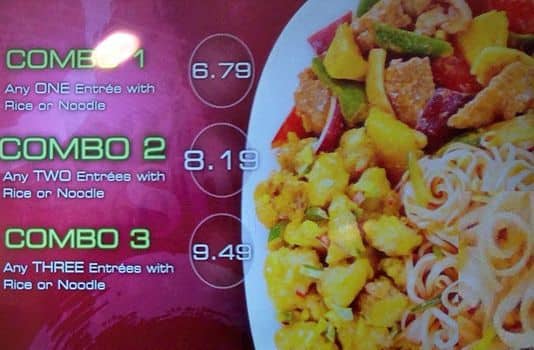 COMBO 1
6.79
Any ONE Entrée with
Rice or Noodle
COMBO 2
8.19
Any TWO Entrées with
Rice or Noodle
COMBO 3
9.49
Any THREE Entrées with
Rice or Noodle